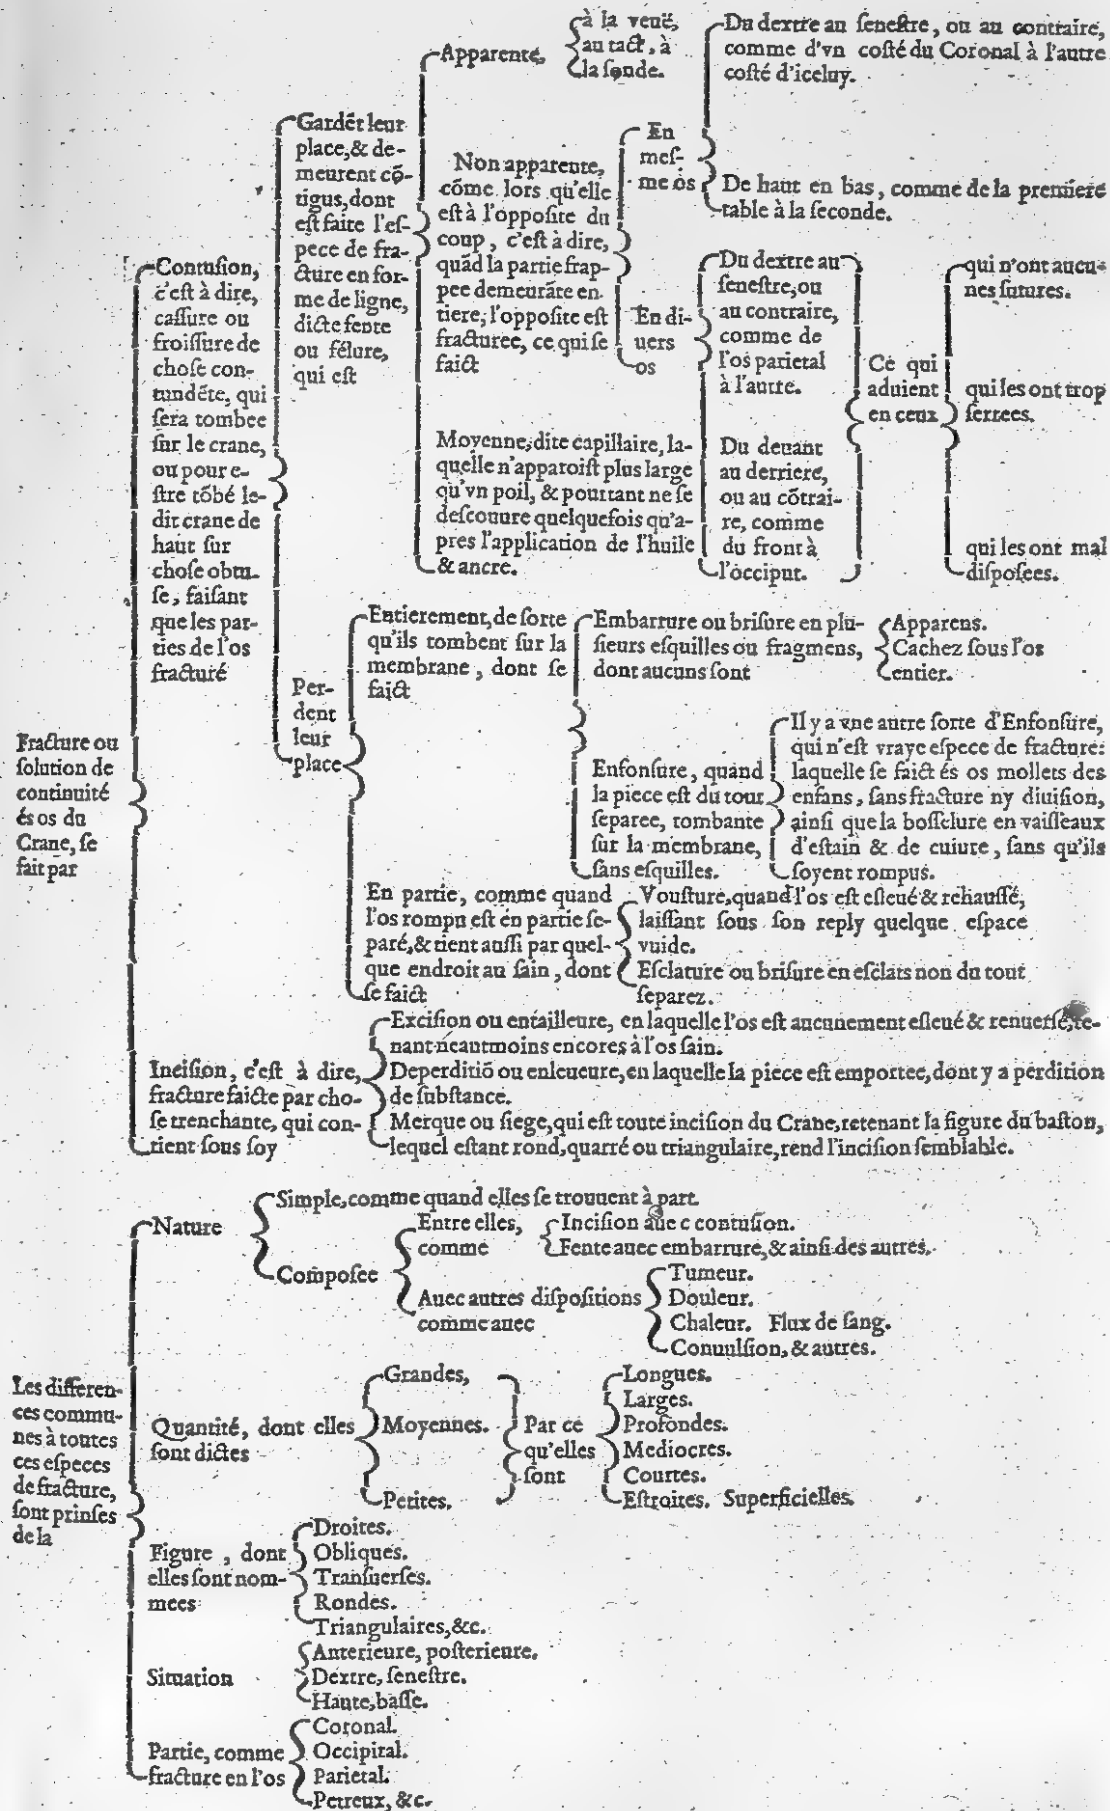 Fracture ou
ſolution de
continuité
és os du
Crane, ſe
fait par
Contuſion,
c'eſt à dire,
caſſure ou
froiſſure de
choſe con-
tundēte, qui
ſera tombee
ſur le crane,
ou pour e-
ſtre tōbé le-
dit crane de
haut ſur
choſe obtu-
ſe, faiſant
que les par-
ties de l'os
fracturé
Gardēt leur
place, & de-
meurent cō-
tigus, dont
eſt faite l'eſ-
pece de fra-
cture en for-
me de ligne,
dicte fente
ou félure,
qui eſt
Apparente,
à la veuë,
au tact, à
la ſonde.
Non apparente,
cōme lors qu'elle
eſt à l'oppoſite du
coup, c'eſt à dire,
quād la partie frap-
pee demeurāte en-
tiere, l'oppoſite eſt
fracturee, ce qui ſe
faict
En
meſ-
me os
Du dextre au ſeneſtre, ou au contraire,
comme d'vn coſté du Coronal à l'autre
coſté d'iceluy.
De haut en bas, comme de la premiere
table à la ſeconde.
En di-
uers
os
Du dextre au
ſeneſtre, ou
au contraire,
comme de
l'os parietal
à l'autre.
Du deuant
au derriere,
ou au cōtrai-
re, comme
du front à
l'occiput.
Ce qui
aduient
en ceux
qui n'ont aucu-
nes ſutures.
qui les ont trop
ſerrees.
qui les ont mal
diſpoſees.
Moyenne, dite capillaire, la-
quelle n'apparoiſt plus large
qu'vn poil, & pourtant ne ſe
deſcouure quelquefois qu'a-
pres l'application de l'huile
& ancre.
Per-
dent
leur
place
Entierement, de ſorte
qu'ils tombent ſur la
membrane, dont ſe
faict
Embarrure ou briſure en plu-
ſieurs eſquilles ou fragmens,
dont aucuns ſont
Apparens.
Cachez ſous l'os
entier.
Enfonſure, quand
la piece eſt du tout
ſeparee, tombante
ſur la membrane,
ſans eſquilles.
Il y a vne autre ſorte d'Enfonſure,
qui n'eſt vraye eſpece de fracture:
laquelle ſe faict és os mollets des
enfans, ſans fracture ny diuiſion,
ainſi que la boſſelure en vaiſſeaux
d'eſtain & de cuiure, ſans qu'ils
ſoyent rompus.
En partie, comme quand
l'os rompu eſt en partie ſe-
paré, & tient auſſi par quel-
que endroit au ſain, dont
ſe faict
Vouſture, quand l'os eſt eſleué & rehauſſé,
laiſſant ſous ſon reply quelque eſpace
vuide.
Eſclature ou briſure en eſclats non du tout
ſeparez.
Inciſion, c'eſt à dire,
fracture faicte par cho-
ſe trenchante, qui con-
tient ſous ſoy
Exciſion ou entailleure, en laquelle l'os eſt aucunement eſleué & renuerſé, te-
nant neautmoins encores à l'os ſain.
Deperditiō ou enleueure, en laquelle la piece eſt emportee, dont y a perdition
de ſubſtance.
Merque ou ſiege, qui eſt toute inciſion du Crane, retenant la figure du baſton,
lequel eſtant rond, quarré ou triangulaire, rend l'inciſion ſemblable.
Les differen-
ces commu-
nes à toutes
ces eſpeces
de fracture,
ſont prinſes
de la
Nature
Simple, comme quand elles ſe trouuent à part.
Compoſee
Entre elles,
comme
Inciſion auec contuſion.
Fente auec embarrure, & ainſi des autres.
Auec autres diſpoſitions
comme auec
Tumeur.
Douleur.
Chaleur. Flux de ſang.
Conuulſion, & autres.
Quantité, dont elles
ſont dictes
Grandes,
Moyennes.
Petites.
Par ce
qu'elles
ſont
Longues.
Larges.
Profondes.
Mediocres.
Courtes.
Eſtroites. Superficielles.
Figure, dont
elles ſont nom-
mees
Droites.
Obliques.
Tranſuerſes.
Rondes.
Triangulaires, &c.
Situation
Anterieure, poſterieure.
Dextre, ſeneſtre.
Haute, baſſe.
Partie, comme
fracture en l'os
Coronal.
Occipital.
Parietal.
Petreux, &c.